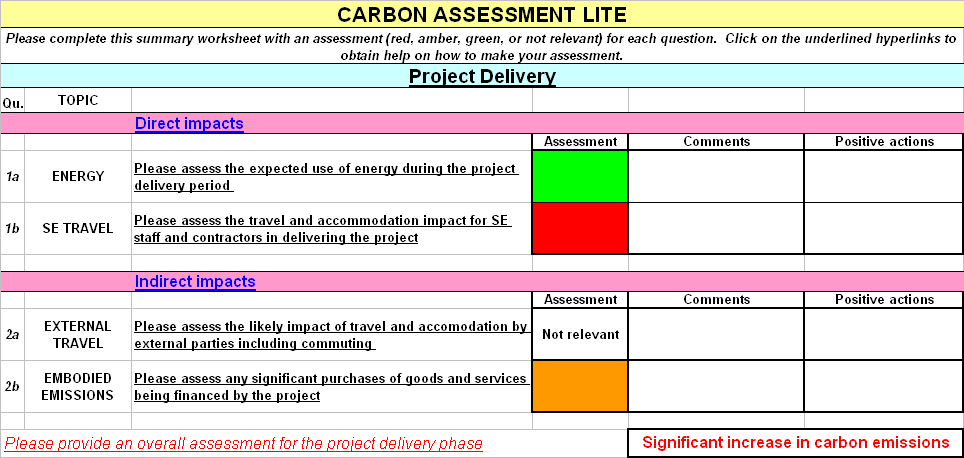 CARBON ASSESSMENT LITE
Please complete this summary worksheet with an assessment (red, amber, green, or not relevant) for each question.  Click on the underlined hyperlinks to
obtain help on how to make your assessment.
Project Delivery
Qu. TOPIC
Direct impacts
Assessment Comments Positive actions
1a ENERGY Please assess the expected use of energy during the project
delivery period
1b SE TRAVEL Please assess the travel and accommodation impact for SE
staff and contractors in delivering the project
Indirect impacts
Assessment Comments Positive actions
2a EXTERNAL TRAVEL Please assess the likely impact of travel and accomodation by
external parties including commuting Not relevant
2b EMBODIED EMISSIONS Please assess any significant purchases of goods and services
being financed by the project
Please provide an overall assessment for the project delivery phase Significant increase in carbon emissions